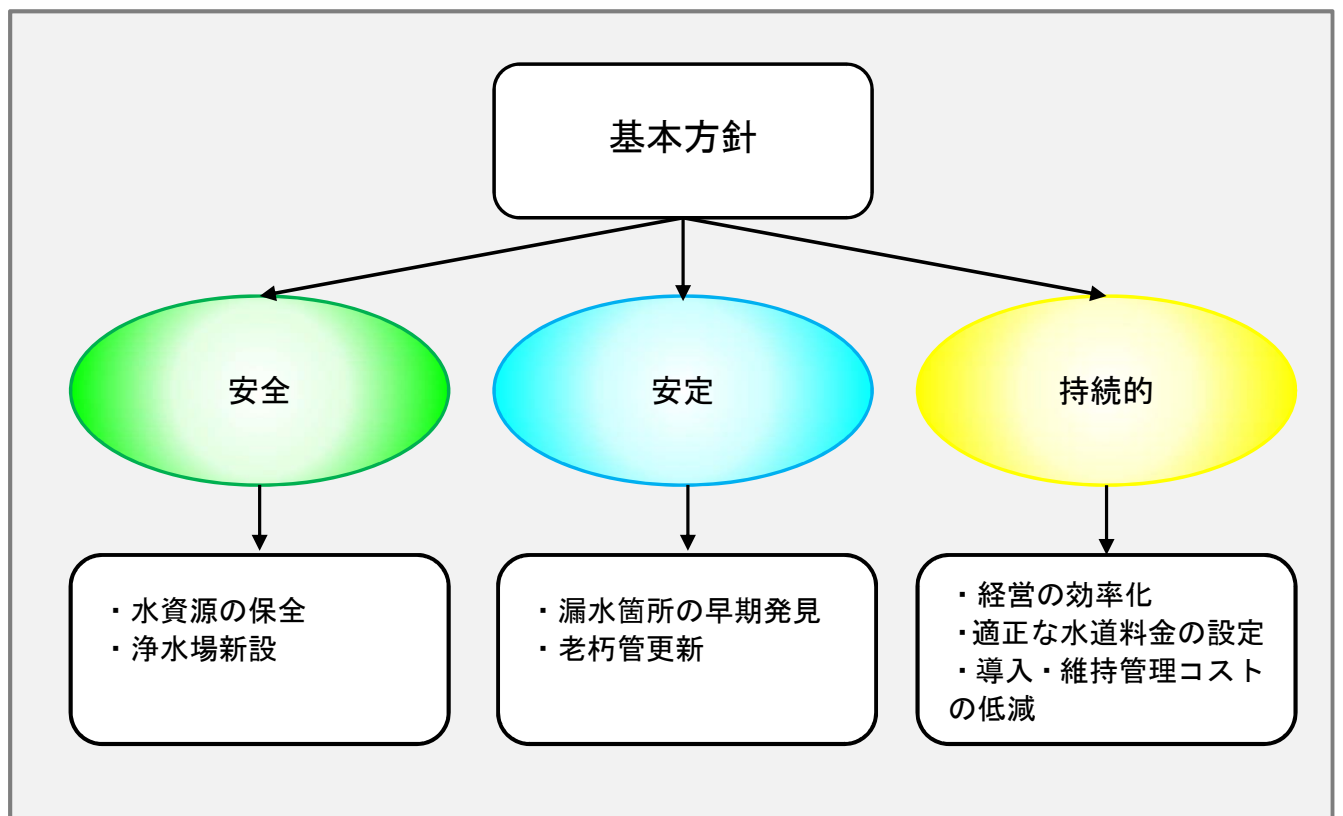 基本方針
安全
安定
持続的
・水資源の保全
・浄水場新設
・漏水箇所の早期発見
・老朽管更新
・経営の効率化
・適正な水道料金の設定
・導入・維持管理コスト
の低減